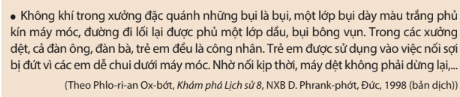 • Không khí trong xưởng đặc quánh những bụi là bụi, một lớp bụi dày màu trắng phủ
kín máy móc, đường đi lối lại được phủ một lớp dầu, bụi bông vụn. Trong các xưởng
dệt, cả đàn ông, đàn bà, trẻ em đều là công nhân. Trẻ em được sử dụng vào việc nối sợi
bị đứt vì các em dễ chui dưới máy móc. Nhờ nối kịp thời, máy dệt không phải dừng lại,...
(Theo Phlo-ri-an Ox-bớt, Khám phá Lịch sử 8, NXB D. Phrank-phớt, Đức, 1998 (bản dịch))